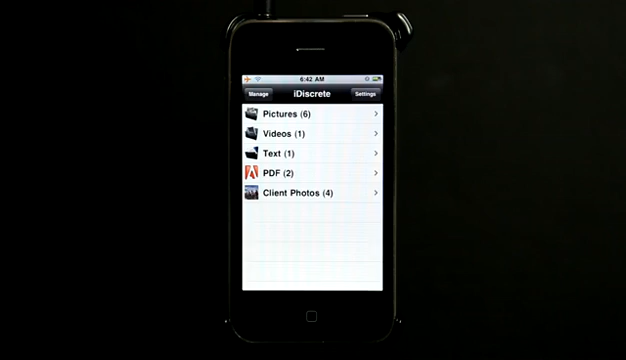 6:42 AM
Manage iDiscrete Settings
Pictures (6)
Videos (1)
Text (1)
PDF (2)
Client Photos (4)